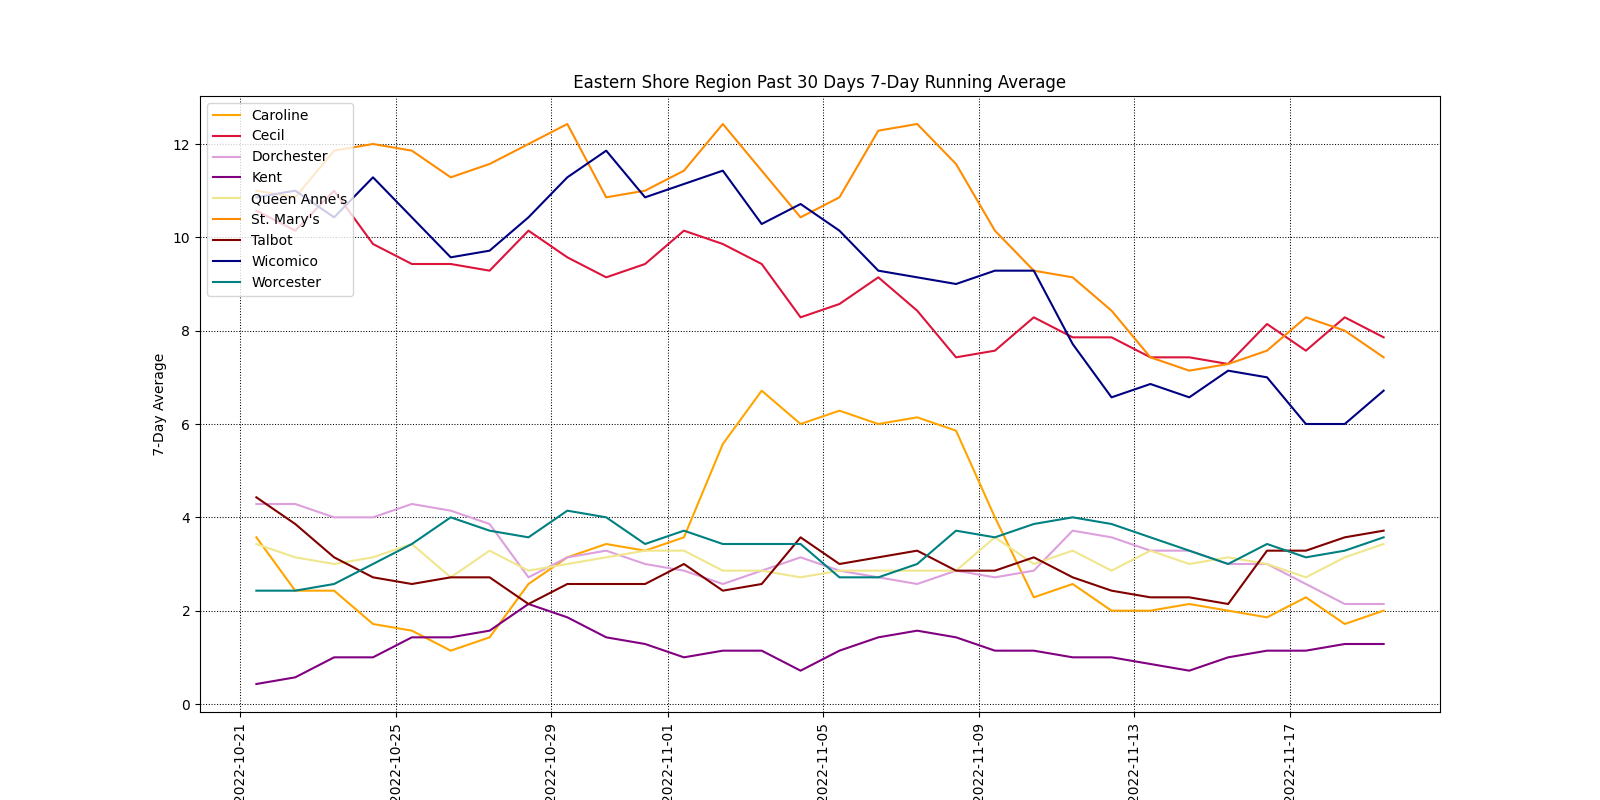 Eastern Shore Region Past 30 Days 7-Day Running Average
Caroline
Cecil
Dorchester
Kent
Queen Anne's
St. Mary's
Talbot
Wicomico
Worcester
7-Day Average
12
10
8
6
4
2
0
2022-10-21
2022-10-25
2022-10-29
2022-11-01
2022-11-05
2022-11-09
2022-11-13
2022-11-17